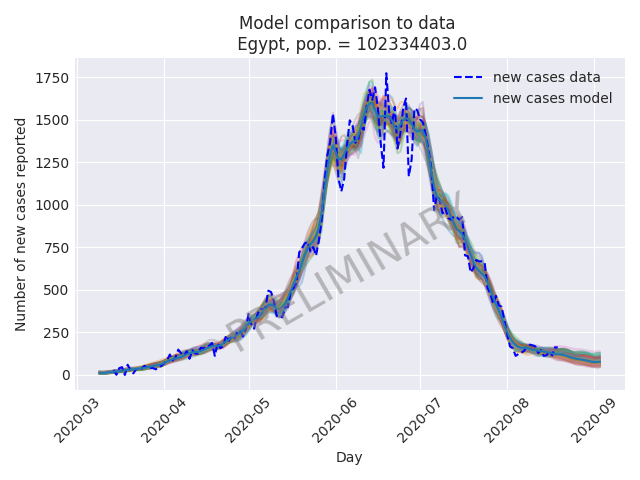 Model comparison to data
Egypt, pop. = 102334403.0
new cases data
new cases model
Number of new cases reported
1750
1500
1250
1000
750
500
250
0
PRELIMINARY
2020-03
2020-04
2020-05
2020-06
2020-07
2020-08
2020-09
Day